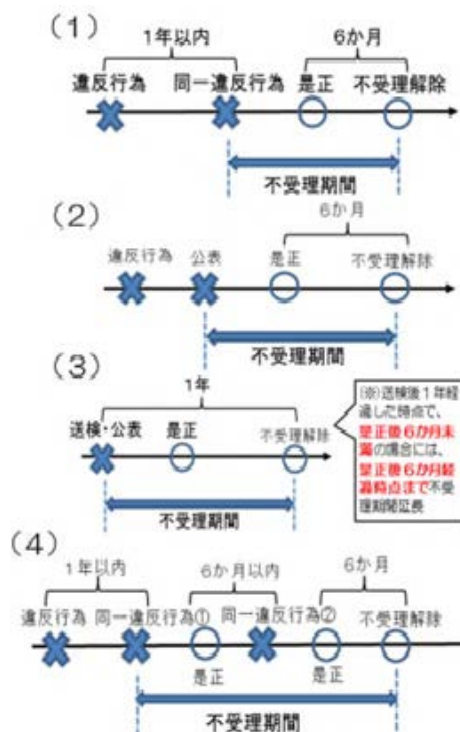 (1)
1年以内 6か月
違反行為 同一違反行為 是正 不受理解除
不受理期間
(2)
6か月
違反行為 公表 是正 不受理解除
不受理期間
(3)
1年
送検・公表 是正 不受理解除
不受理期間
(※)送検後1年経
過した時点で、
是正後6か月未
満の場合には、
是正後6か月経
過時点まで不受
理期間延長
(4)
1年以内 6か月以内 6か月
違反行為 同一違反行為① 同一違反行為② 不受理解除
是正 是正
不受理期間